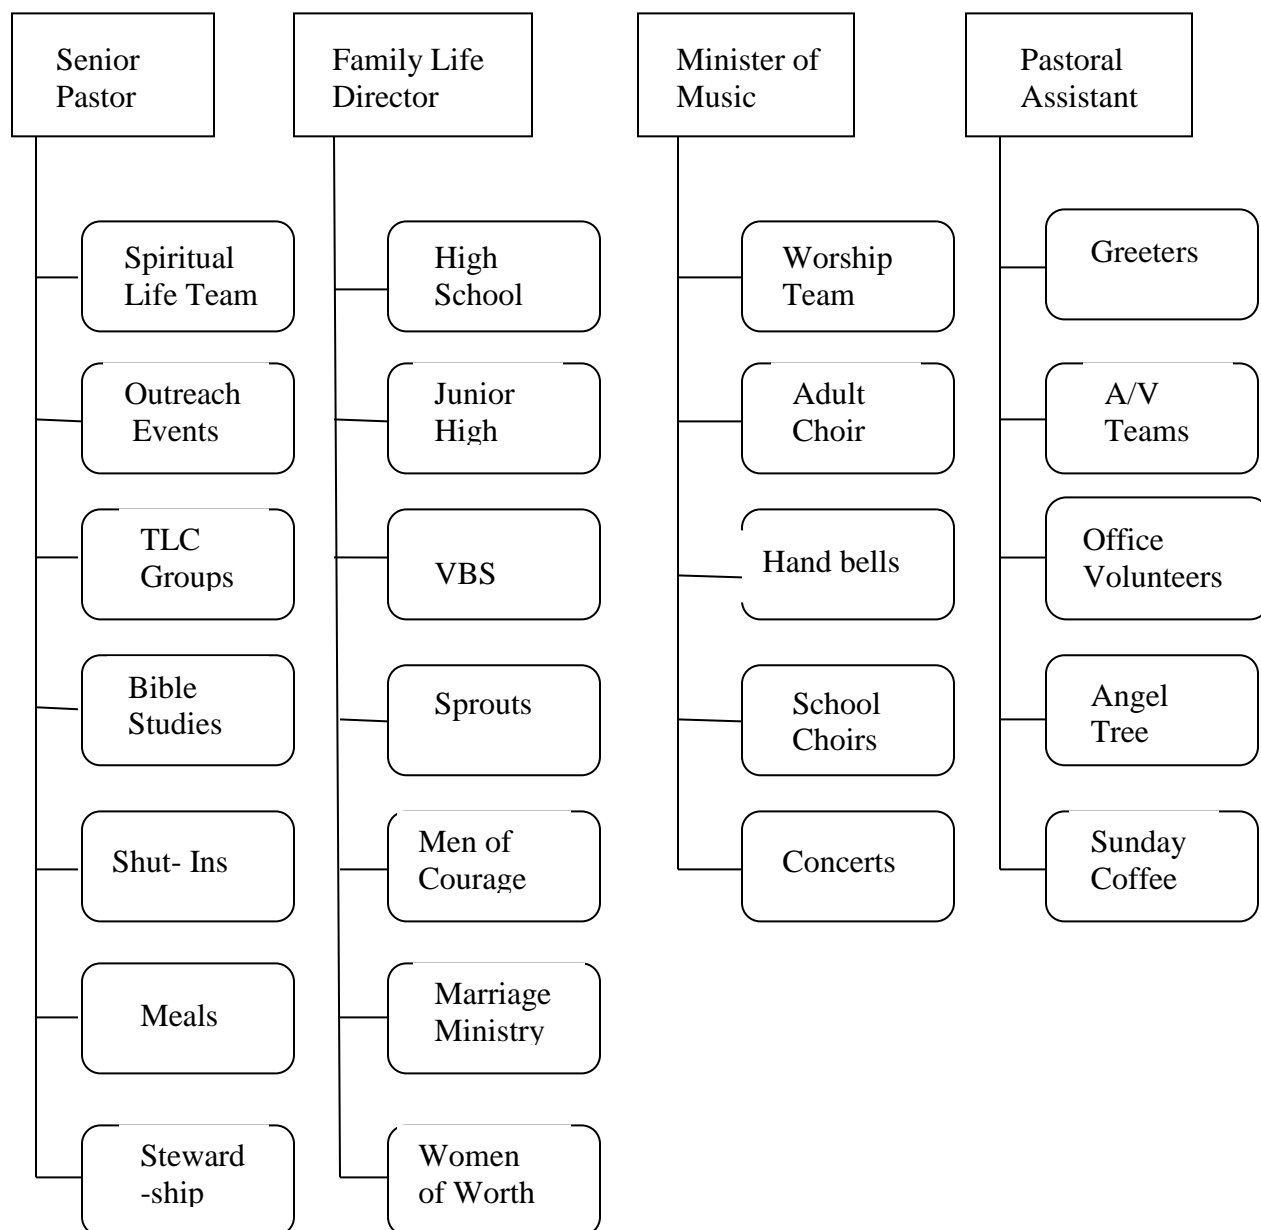 Senior
Pastor
Spiritual
Life Team
Outreach
Events
TLC
Groups
Bible
Studies
Shut- Ins
Meals
Steward
-ship
Family Life
Director
High
School
Junior
High
VBS
Sprouts
Men of
Courage
Marriage
Ministry
Women
of Worth
Minister of
Music
Worship
Team
Adult
Choir
Hand bells
School
Choirs
Concerts
Pastoral
Assistant
Greeters
A/V
Teams
Office
Volunteers
Angel
Tree
Sunday
Coffee